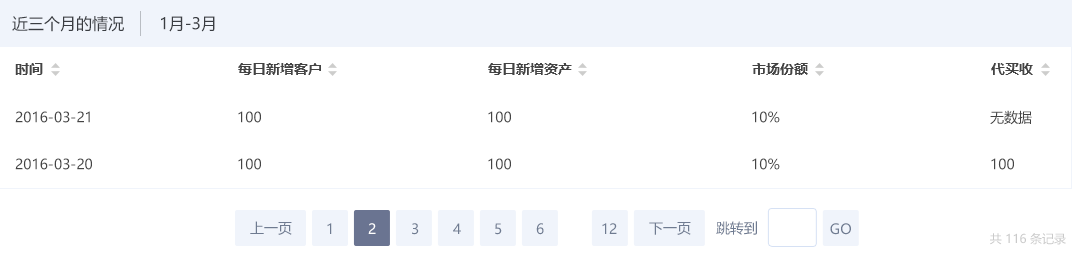 近三个月的情况 1月-3月
时间 每日新增客户 每日新增资产 市场份额 代买收
2016-03-21 100 100 10% 无数据
2016-03-20 100 100 10% 100
上一页 1 2 3 4 5 6 12 下一页 跳转到 GO
共 116 条记录